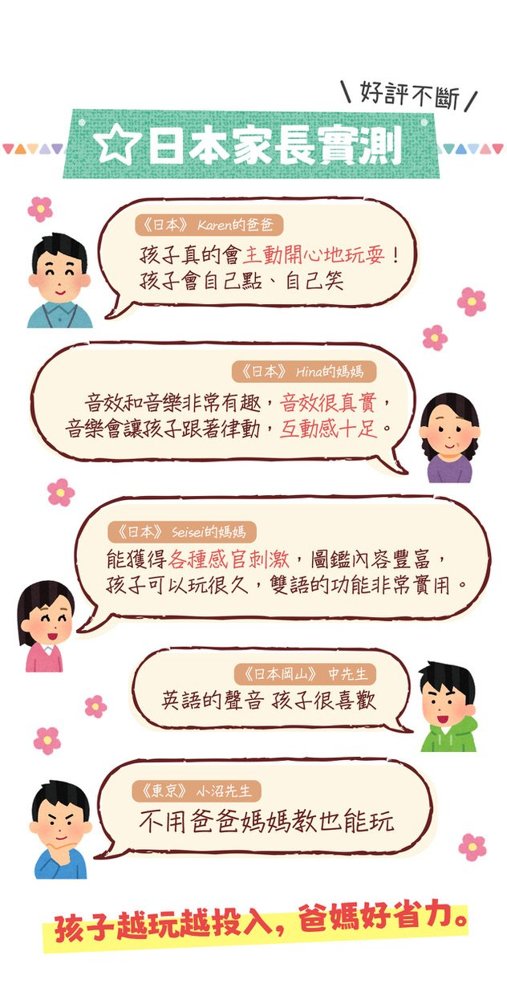 \ 好評不斷 /
☆日本家長實測
《日本》 Karen的爸爸
孩子真的會主動開心地玩耍！
孩子會自己點、自己笑
《日本》 Hina的媽媽
音效和音樂非常有趣，音效很真實，
音樂會讓孩子跟著律動，互動感十足。
《日本》 Seisei的媽媽
能獲得各種感官刺激，圖鑑內容豐富，
孩子可以玩很久，雙語的功能非常實用。
《日本岡山》 中先生
英語的聲音 孩子很喜歡
《東京》 小沼先生
不用爸爸媽媽教也能玩
孩子越玩越投入，爸媽好省力。